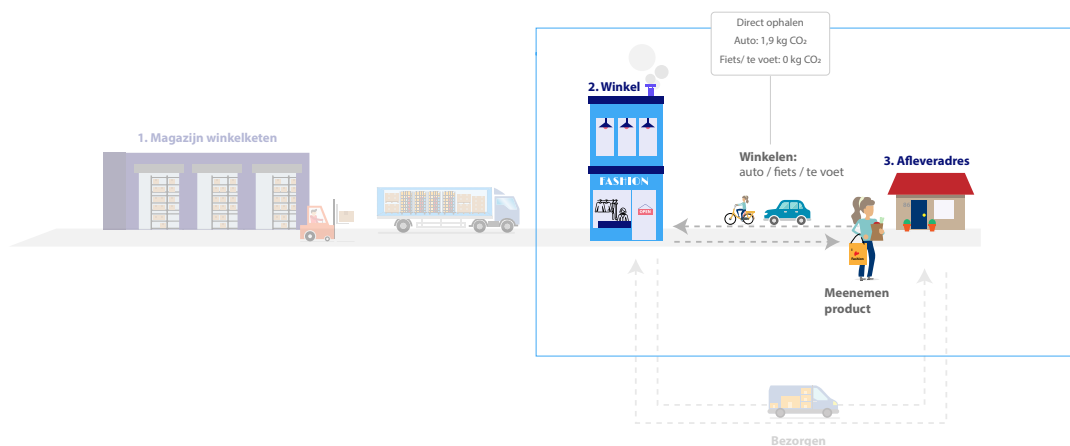 Direct ophalen
Auto: 1,9 kg CO₂
Fiets/ te voet: 0 kg CO₂
1. Magazijn winkelketen
2. Winkel
FASHION
OPEN
Winkelen:
auto / fiets / te voet
3. Afleveradres
Meenemen
product
Bezorgen